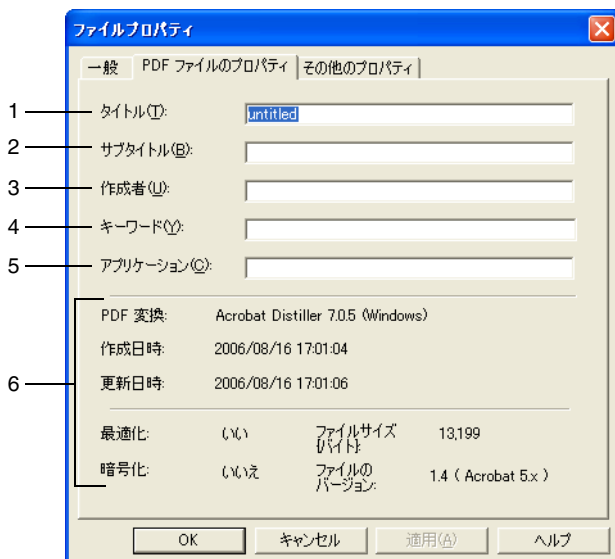 ファイルプロパティ
一般 PDF ファイルのプロパティ その他のプロパティ
1 タイトル(T): untitled
2 サブタイトル(B):
3 作成者(U):
4 キーワード(Y):
5 アプリケーション(C):
6
PDF 変換: Acrobat Distiller 7.0.5 (Windows)
作成日時: 2006/08/16 17:01:04
更新日時: 2006/08/16 17:01:06
最適化: いい ファイルサイズ [バイト]: 13,199
暗号化: いいえ ファイルの バージョン: 1.4 ( Acrobat 5.x )
OK キャンセル 適用(A) ヘルプ